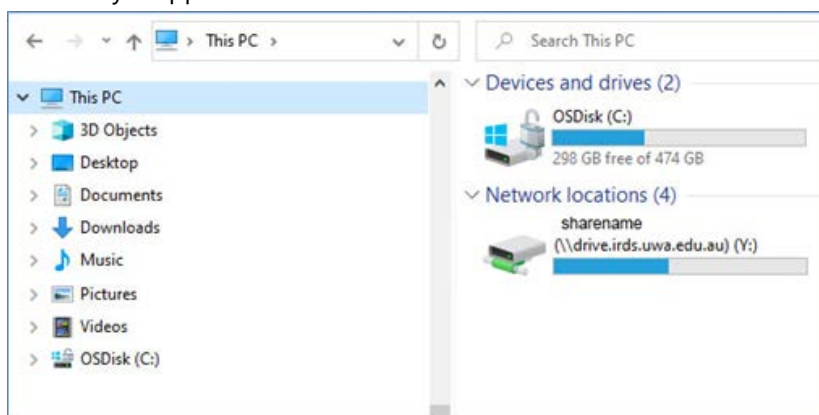 This PC
Search This PC
This PC
3D Objects
Desktop
Documents
Downloads
Music
Pictures
Videos
OSDisk (C:)
Devices and drives (2)
OSDisk (C:)
298 GB free of 474 GB
Network locations (4)
sharename
(\\drive.irds.uwa.edu.au) (Y:)